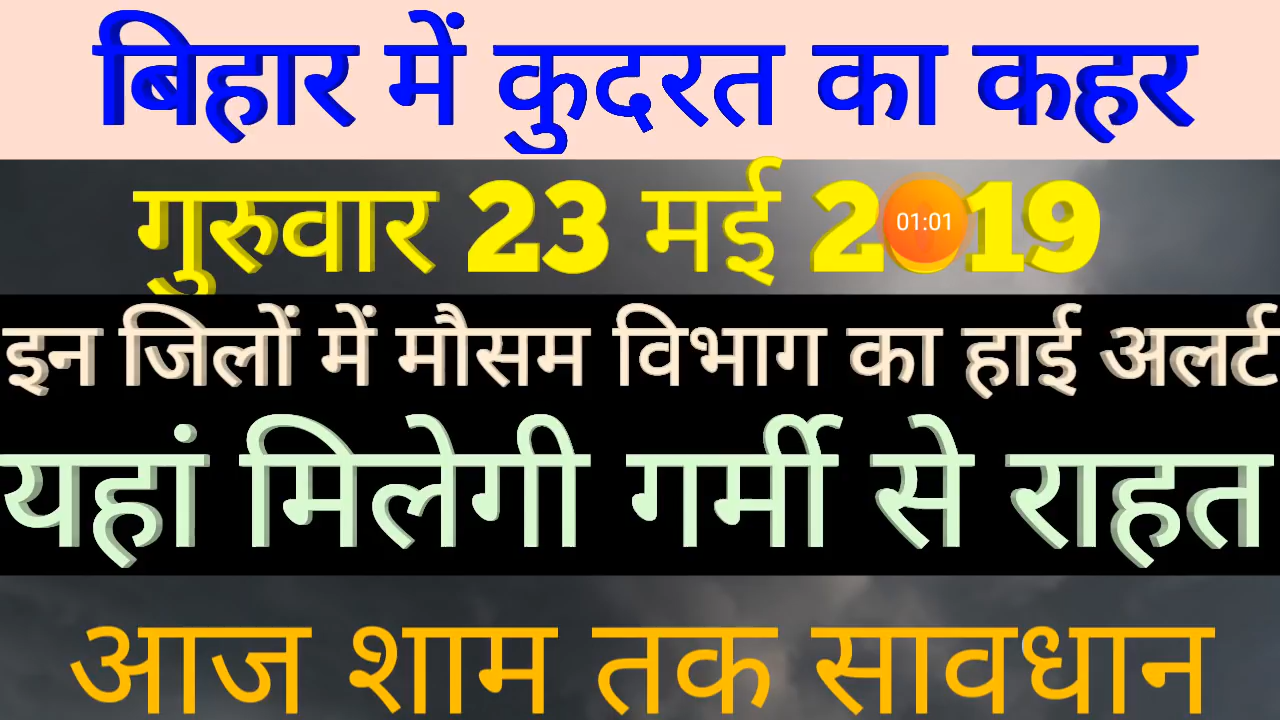 बिहार में कुदरत का कहर
गुरुवार 23 मई 2019
01:01
इन जिलों में मौसम विभाग का हाई अलर्ट
यहां मिलेगी गर्मी से राहत
आज शाम तक सावधान